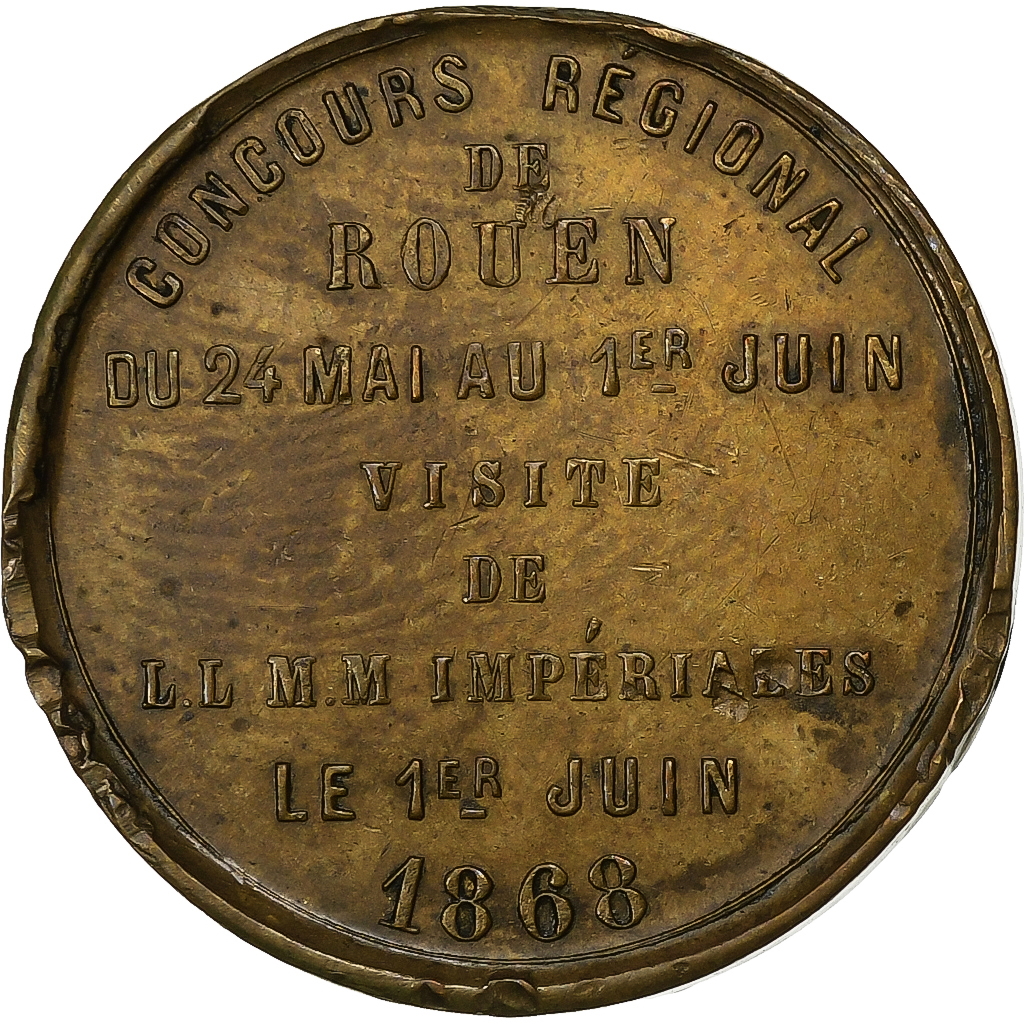 CONCOURS RÉGIONAL
DE
ROUEN
DU 24 MAI AU 1ER JUIN
VISITE
DE
L.L M.M IMPÉRIALES
LE 1ER JUIN
1868